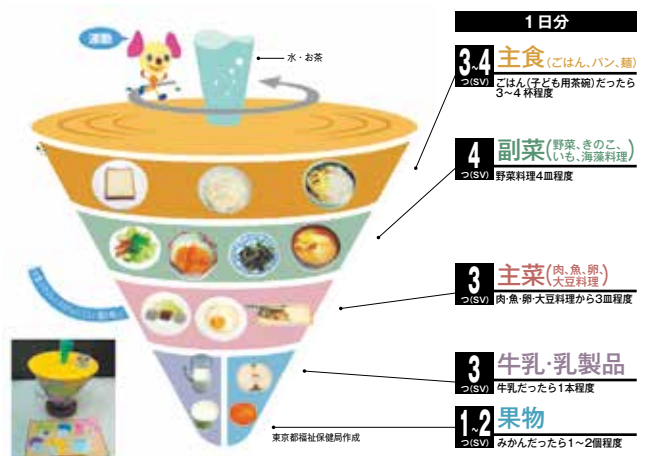 運動
水・お茶
1日分
3~4
つ(SV)
主食(ごはん、パン、麺)
ごはん(子ども用茶碗)だったら
3〜4杯程度
4
つ(SV)
副菜(野菜、きのこ、
いも、海藻料理)
野菜料理4皿程度
3
つ(SV)
主菜(肉、魚、卵、
大豆料理)
肉・魚・卵・大豆料理から3皿程度
3
つ(SV)
牛乳・乳製品
牛乳だったら1本程度
1~2
つ(SV)
果物
みかんだったら1〜2個程度
東京都福祉保健局作成